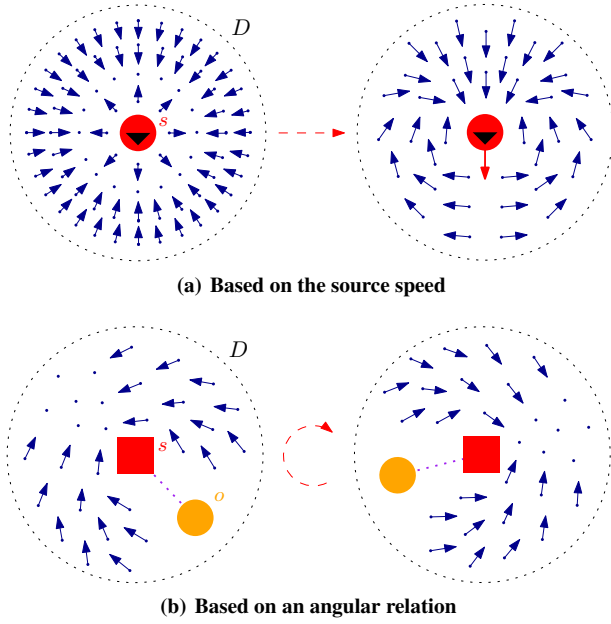 D
s
(a) Based on the source speed
D
s
o
(b) Based on an angular relation